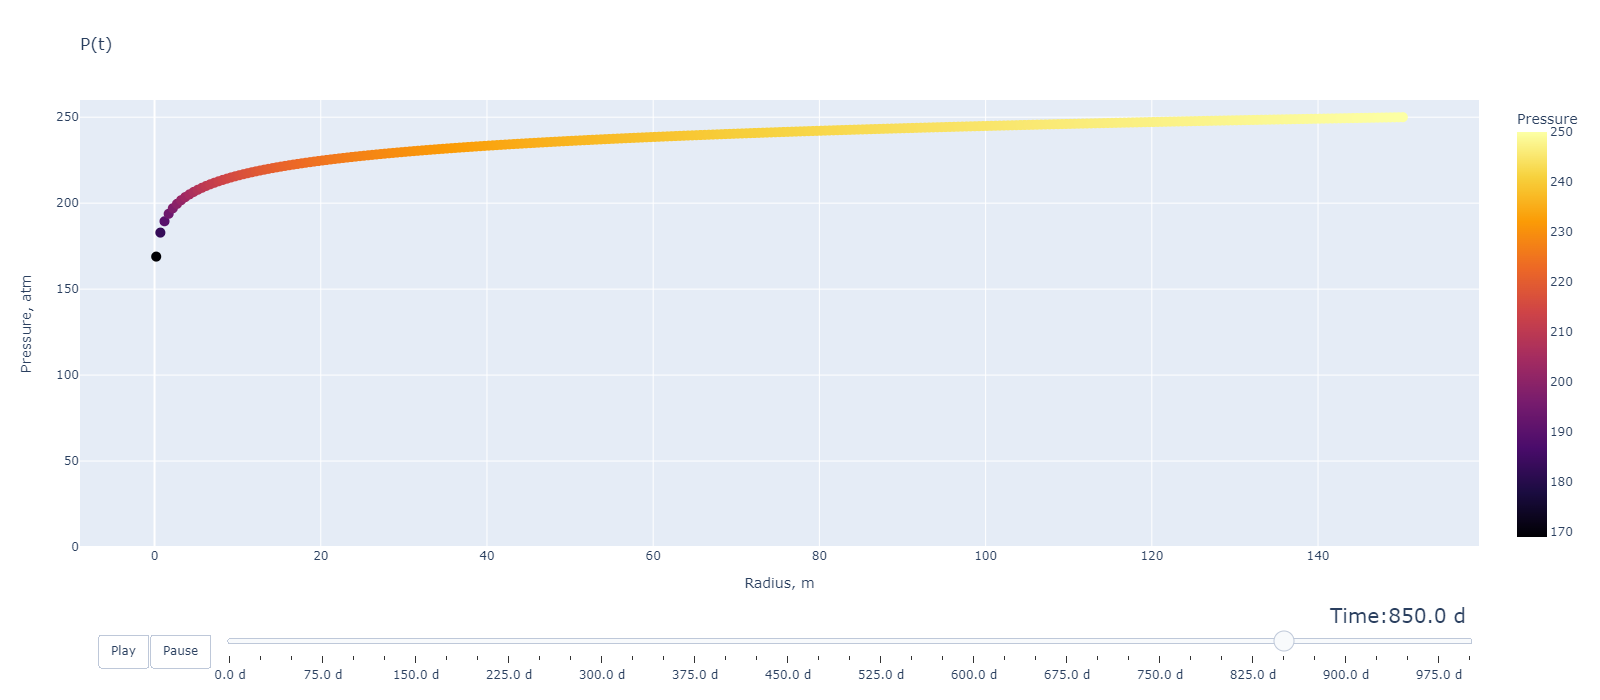 P(t)
Pressure
250
200
150
100
50
0
Pressure, atm
0 20 40 60 80 100 120 140
Radius, m
250
240
230
220
210
200
190
180
170
Time:850.0 d
Play Pause
0.0 d 75.0 d 150.0 d 225.0 d 300.0 d 375.0 d 450.0 d 525.0 d 600.0 d 675.0 d 750.0 d 825.0 d 900.0 d 975.0 d